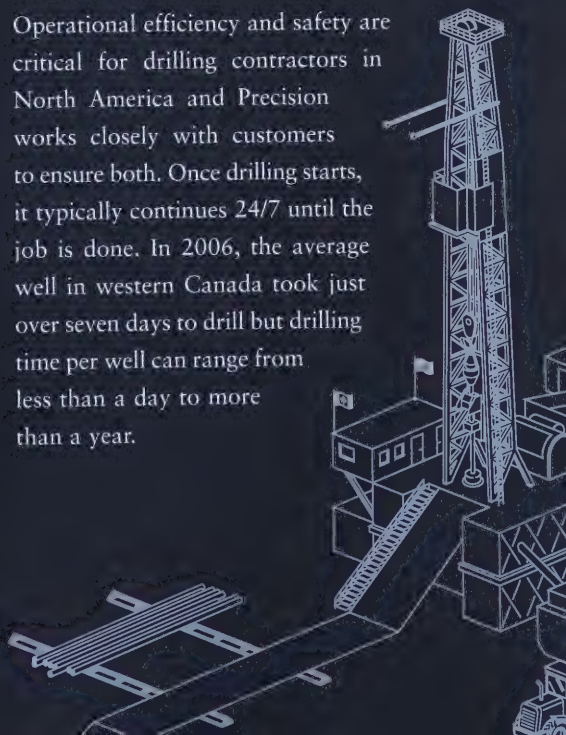 Operational efficiency and safety are
critical for drilling contractors in
North America and Precision
works closely with customers
to ensure both. Once drilling starts,
it typically continues 24/7 until the
job is done. In 2006, the average
well in western Canada took just
over seven days to drill but drilling
time per well can range from
less than a day to more
than a year.